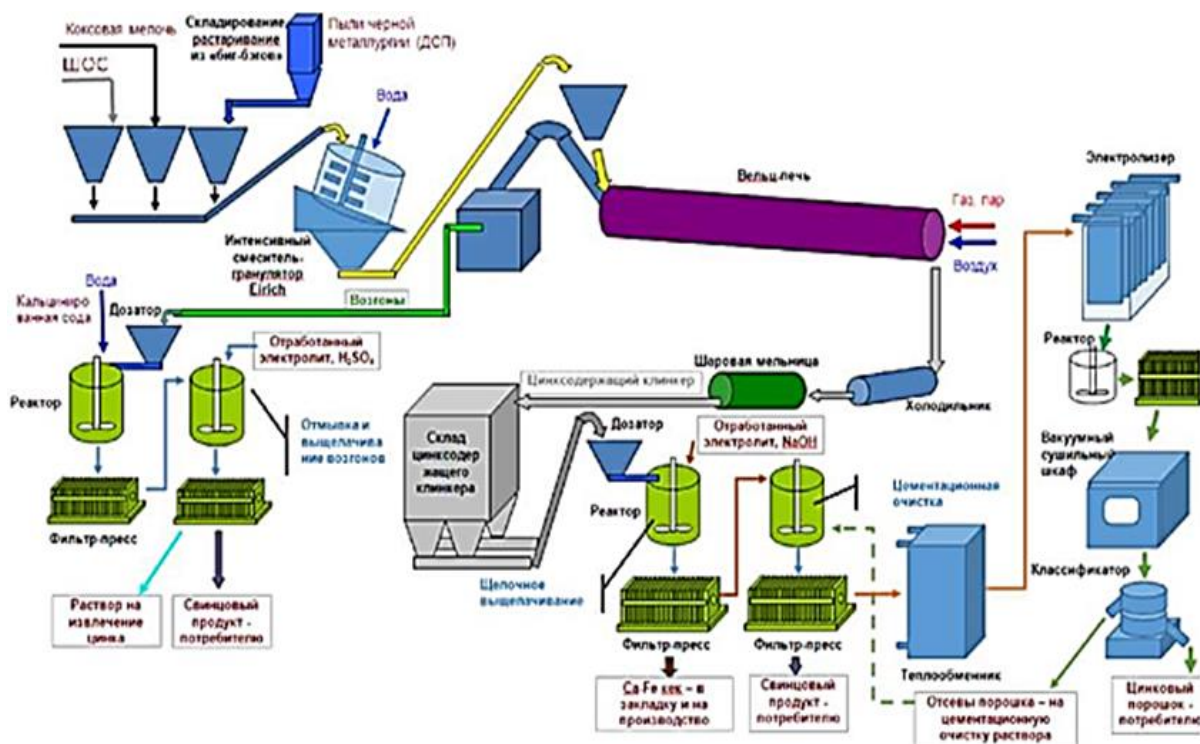 Коксовая мелочь
ШОС
Складирование
растаривание
из «биг-бэгов»
Пыли черной
металлургии (ДСП)
Вода
Интенсивный
смеситель-
гранулятор
Eirich
Вельц-печь
Газ, пар
Воздух
Электролизер
Возгоны
Вода
Кальциниро
ванная сода
Дозатор
Отработанный
электролит, H₂SO₄
Реактор
Отмывка и
выщелачива
ние возгонов
Фильтр-пресс
Раствор на
извлечение
цинка
Свинцовый
продукт -
потребителю
Цинксодержащий клинкер
Шаровая мельница
Холодильник
Склад
цинксодер
жащего
клинкера
Дозатор
Отработанный
электролит, NaOH
Реактор
Щелочное
выщелачивание
Фильтр-пресс
Фильтр-пресс
Ca-Fe кек – в
закладку и на
производство
Свинцовый
продукт -
потребителю
Цементационная
очистка
Теплообменник
Реактор
Вакуумный
сушильный
шкаф
Классификатор
Отсевы порошка – на
цементационную
очистку раствора
Цинковый
порошок -
потребителю